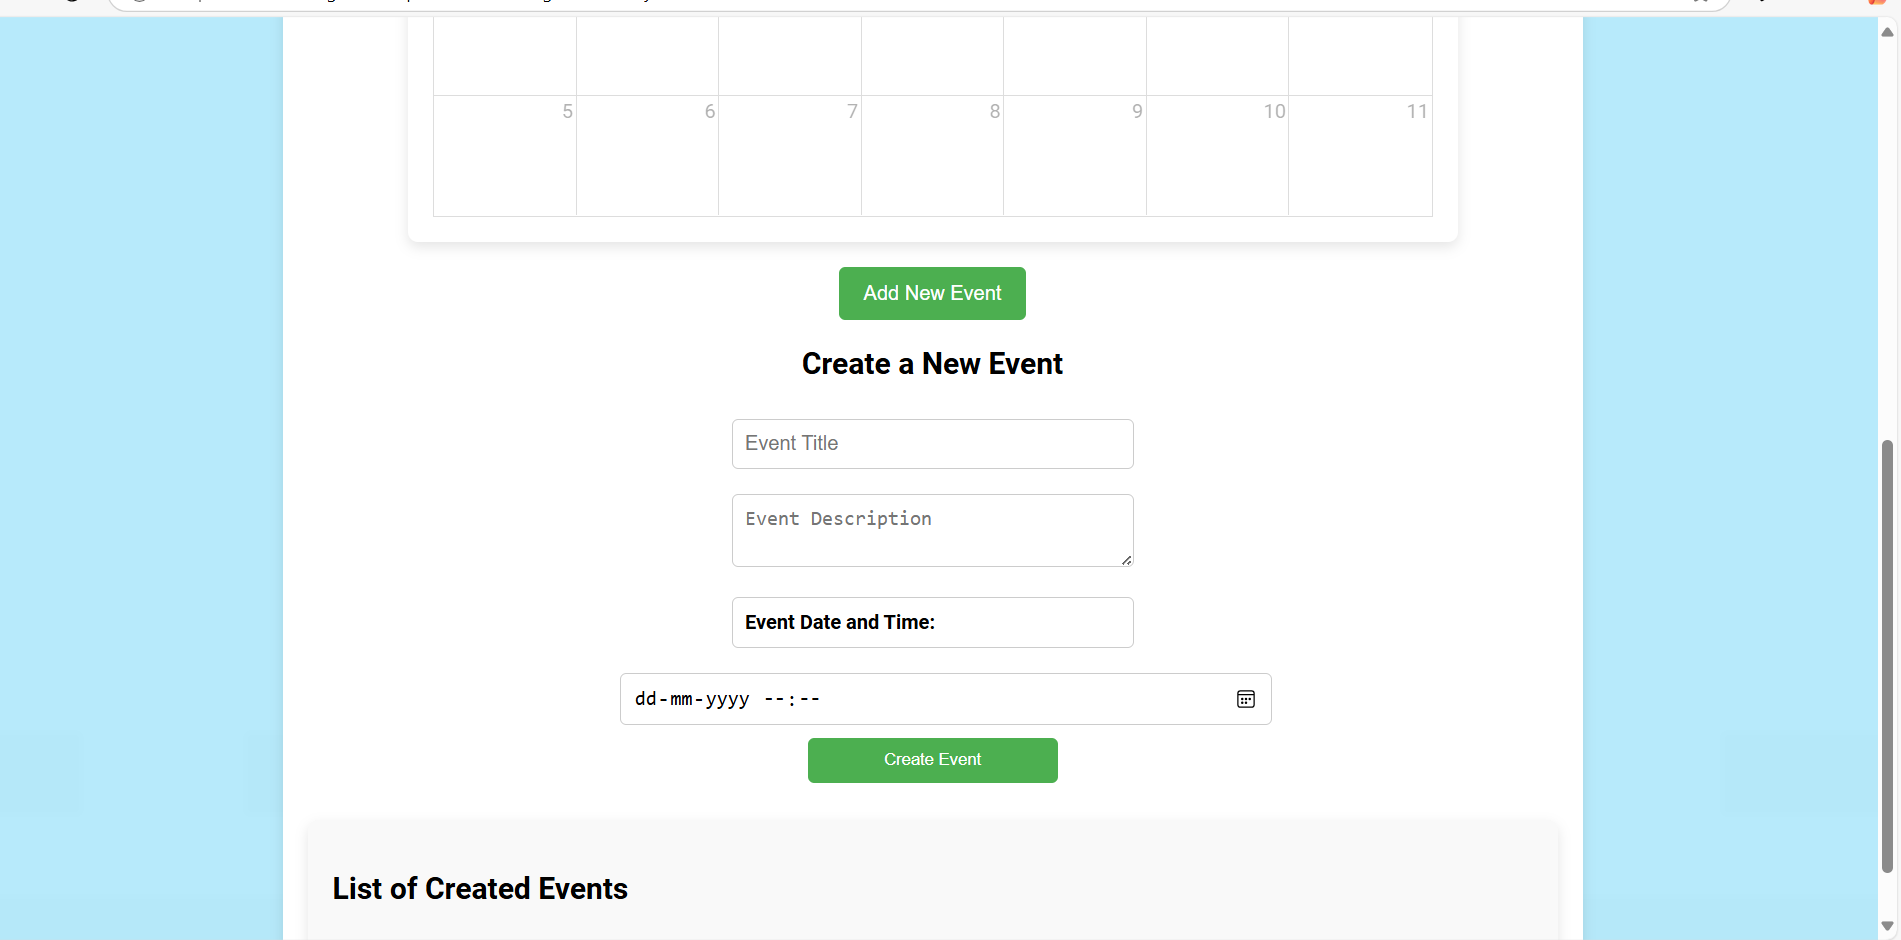 5 6 7 8 9 10 11
Add New Event
Create a New Event
Event Title
Event Description
Event Date and Time:
dd-mm-yyyy --:--
Create Event
List of Created Events